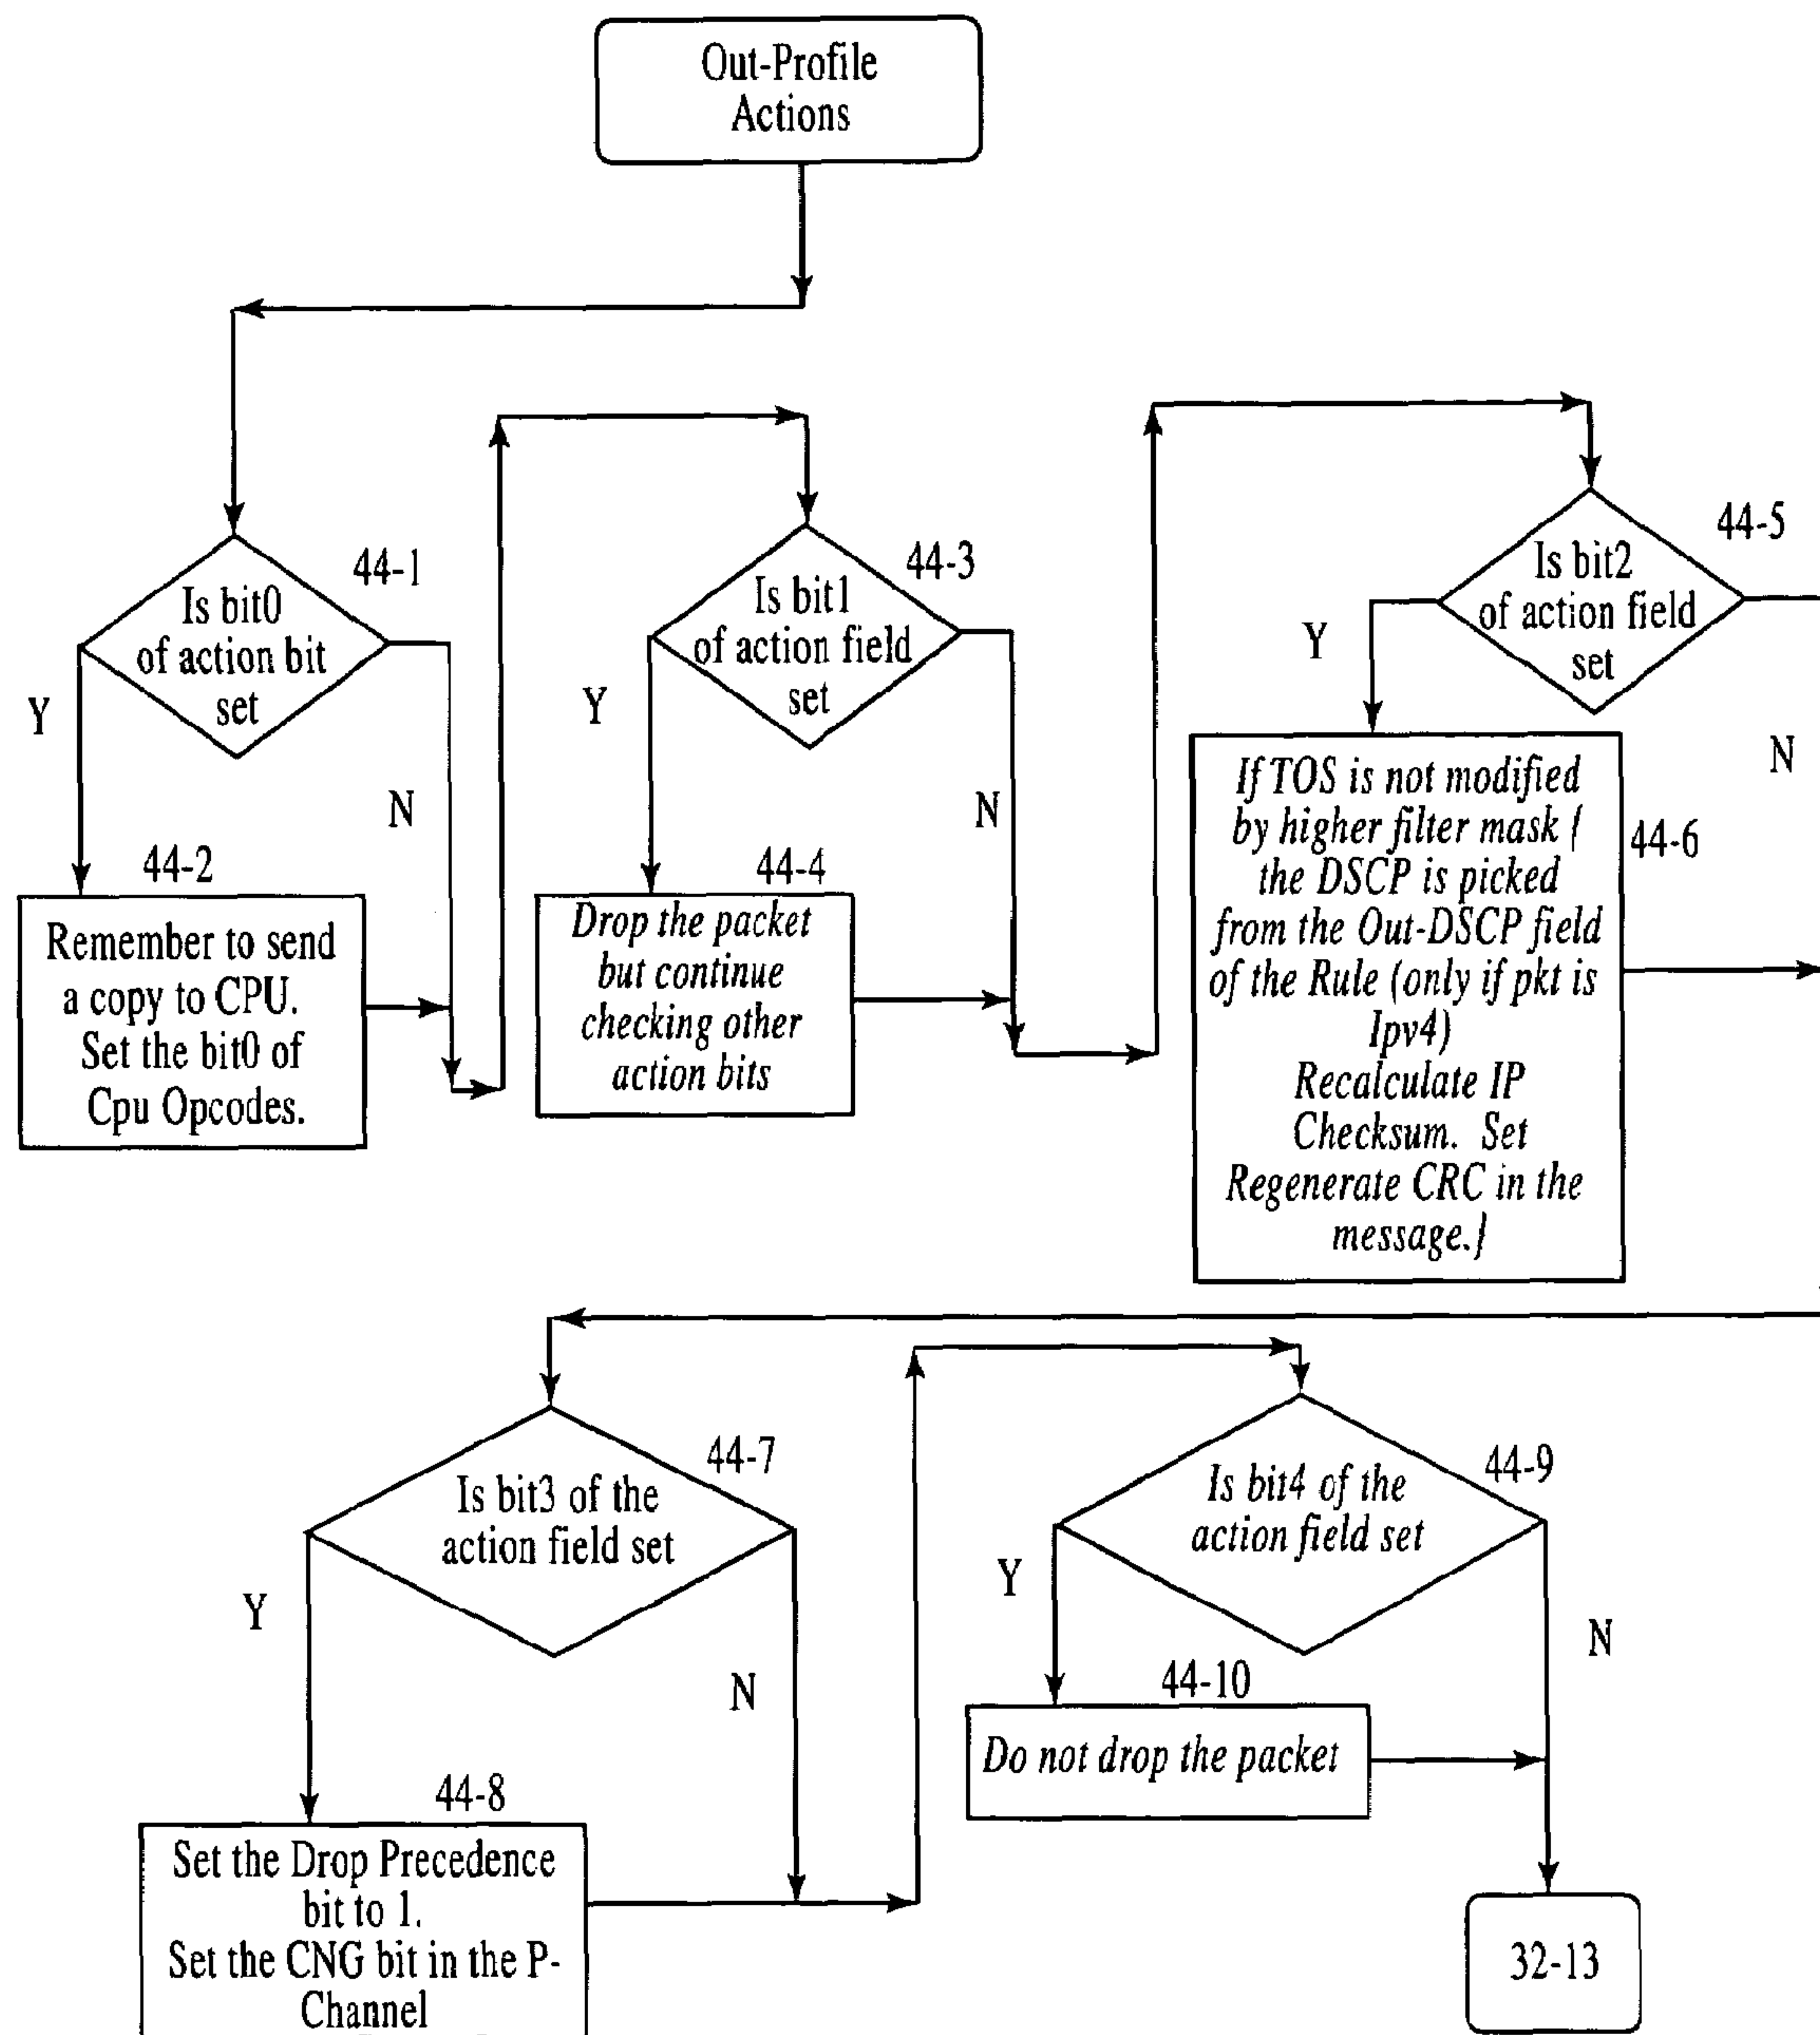 Out-Profile
Actions
44-1
Is bit0
of action bit
set
Y
N
44-2
Remember to send
a copy to CPU.
Set the bit0 of
Cpu Opcodes.
44-3
Is bit1
of action field
set
Y
N
44-4
Drop the packet
but continue
checking other
action bits
44-5
Is bit2
of action field
set
Y
N
44-6
If TOS is not modified
by higher filter mask {
the DSCP is picked
from the Out-DSCP field
of the Rule (only if pkt is
Ipv4)
Recalculate IP
Checksum. Set
Regenerate CRC in the
message.}
44-7
Is bit3 of the
action field set
Y
N
44-8
Set the Drop Precedence
bit to 1.
Set the CNG bit in the P-
Channel
44-9
Is bit4 of the
action field set
Y
N
44-10
Do not drop the packet
32-13